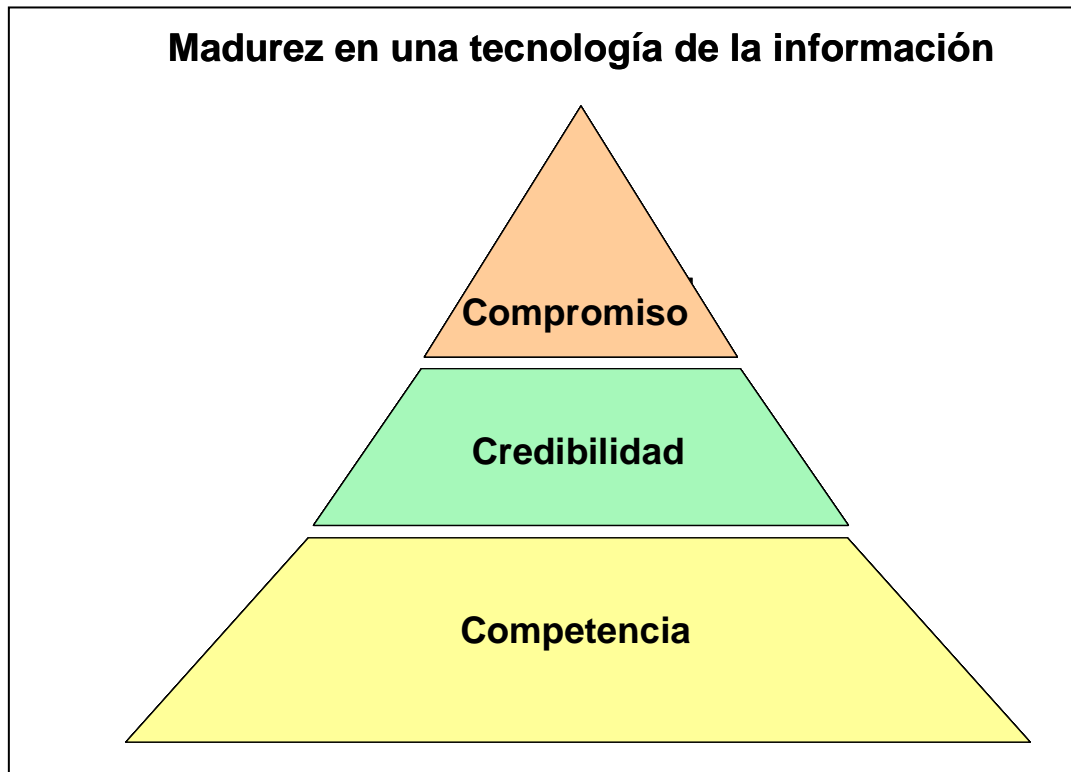 Madurez en una tecnología de la información
Compromiso
Credibilidad
Competencia